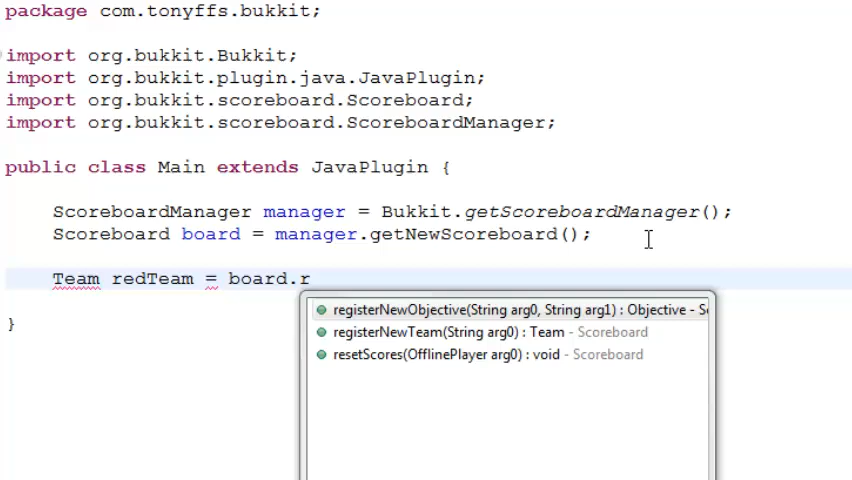 package com.tonyffs.bukkit;
import org.bukkit.Bukkit;
import org.bukkit.plugin.java.JavaPlugin;
import org.bukkit.scoreboard.Scoreboard;
import org.bukkit.scoreboard.ScoreboardManager;
public class Main extends JavaPlugin {
ScoreboardManager manager = Bukkit.getScoreboardManager();
Scoreboard board = manager.getNewScoreboard();
Team redTeam = board.r
registerNewObjective(String arg0, String arg1) : Objective - Sc
registerNewTeam(String arg0) : Team - Scoreboard
resetScores(OfflinePlayer arg0) : void - Scoreboard
}